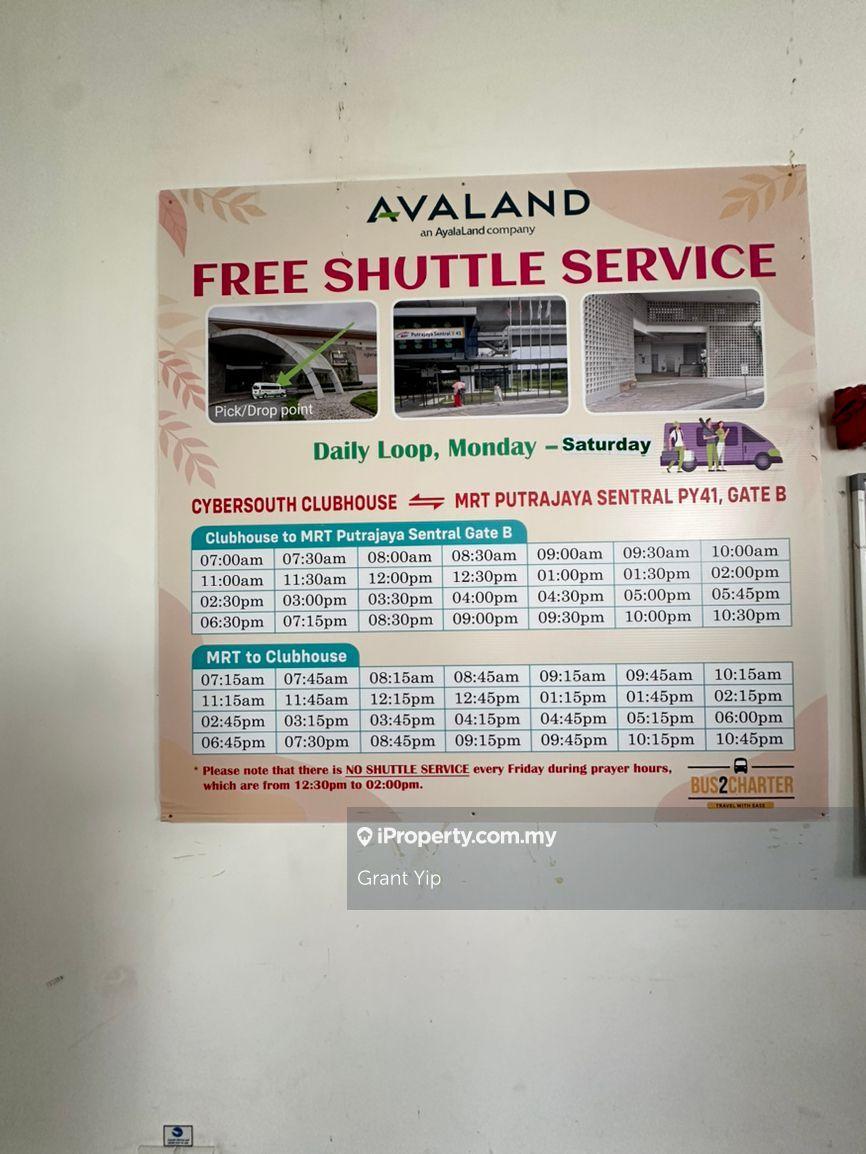 AVALAND
an AyalaLand company
FREE SHUTTLE SERVICE
Putrajaya Sentral 41
Pick/Drop point
Daily Loop, Monday – Saturday
CYBERSOUTH CLUBHOUSE ⇌ MRT PUTRAJAYA SENTRAL PY41, GATE B
Clubhouse to MRT Putrajaya Sentral Gate B
07:00am 07:30am 08:00am 08:30am 09:00am 09:30am 10:00am
11:00am 11:30am 12:00pm 12:30pm 01:00pm 01:30pm 02:00pm
02:30pm 03:00pm 03:30pm 04:00pm 04:30pm 05:00pm 05:45pm
06:30pm 07:15pm 08:30pm 09:00pm 09:30pm 10:00pm 10:30pm
MRT to Clubhouse
07:15am 07:45am 08:15am 08:45am 09:15am 09:45am 10:15am
11:15am 11:45am 12:15pm 12:45pm 01:15pm 01:45pm 02:15pm
02:45pm 03:15pm 03:45pm 04:15pm 04:45pm 05:15pm 06:00pm
06:45pm 07:30pm 08:45pm 09:15pm 09:45pm 10:15pm 10:45pm
* Please note that there is NO SHUTTLE SERVICE every Friday during prayer hours,
which are from 12:30pm to 02:00pm.
BUS2CHARTER
TRAVEL WITH EASE
iProperty.com.my
Grant Yip